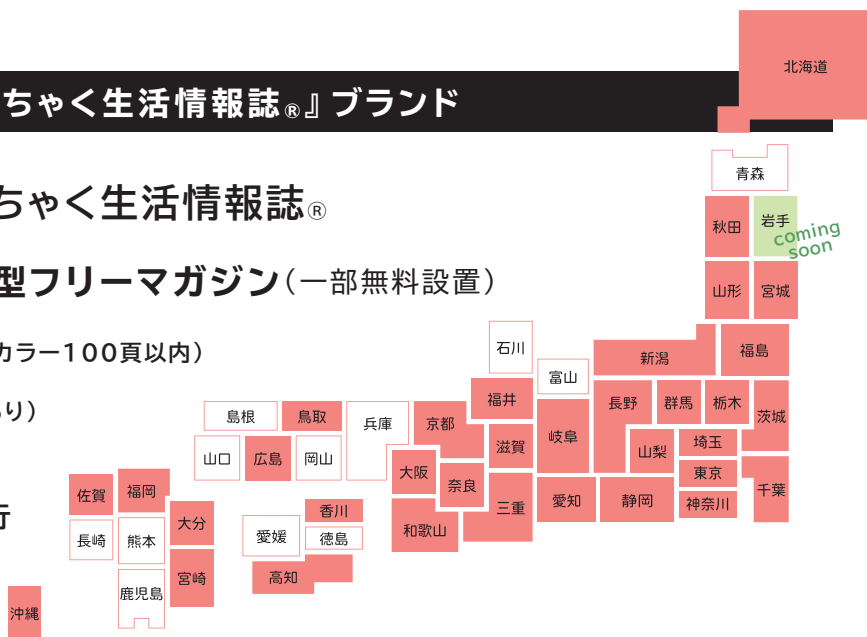 ちゃく生活情報誌®』ブランド
ちゃく生活情報誌®
型フリーマガジン(一部無料設置)
カラー100頁以内)
り)
行
北海道
青森
秋田
岩手
coming
soon
山形
宮城
石川
新潟
福島
富山
福井
長野
群馬
栃木
茨城
島根
鳥取
兵庫
京都
滋賀
岐阜
山梨
埼玉
山口
広島
岡山
大阪
奈良
東京
千葉
佐賀
福岡
三重
愛知
静岡
神奈川
香川
大分
和歌山
長崎
熊本
愛媛
徳島
宮崎
高知
鹿児島
沖縄